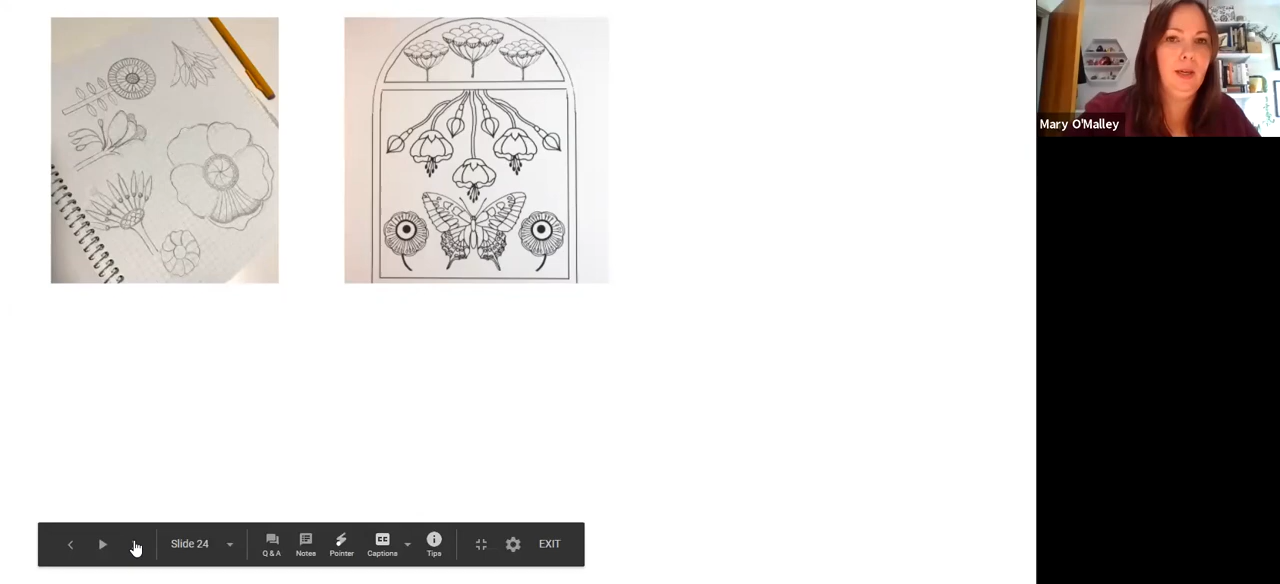 Mary O'Malley
Slide 24
Q & A
Notes
Pointer
Captions
Tips
EXIT